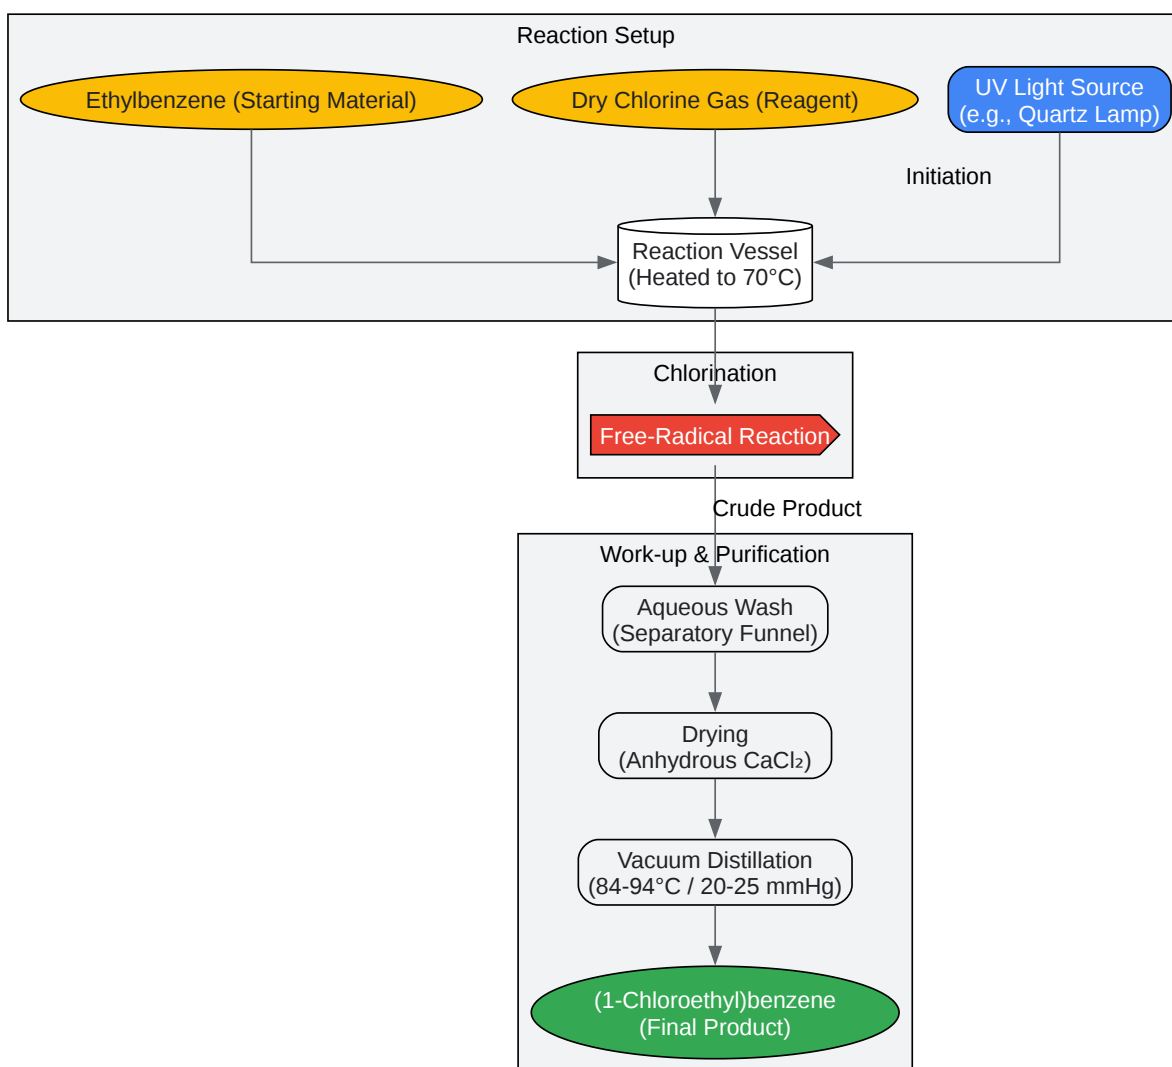 Reaction Setup
Ethylbenzene (Starting Material)
Dry Chlorine Gas (Reagent)
UV Light Source
(e.g., Quartz Lamp)
Initiation
Reaction Vessel
(Heated to 70°C)
Chlorination
Free-Radical Reaction
Crude Product
Work-up & Purification
Aqueous Wash
(Separatory Funnel)
Drying
(Anhydrous CaCl₂)
Vacuum Distillation
(84-94°C / 20-25 mmHg)
(1-Chloroethyl)benzene
(Final Product)